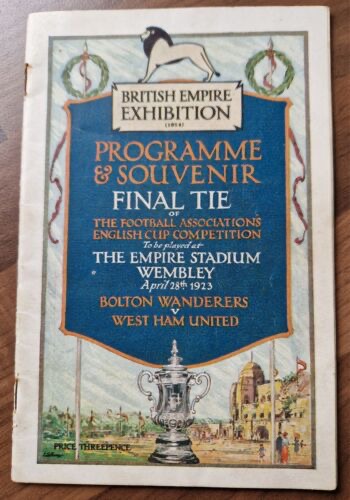 BRITISH EMPIRE
EXHIBITION
(1924)
PROGRAMME
& SOUVENIR
FINAL TIE
OF
THE FOOTBALL ASSOCIATION'S
ENGLISH CUP COMPETITION
To be played at
THE EMPIRE STADIUM
WEMBLEY
April 28th 1923
BOLTON WANDERERS
V
WEST HAM UNITED
PRICE THREEPENCE